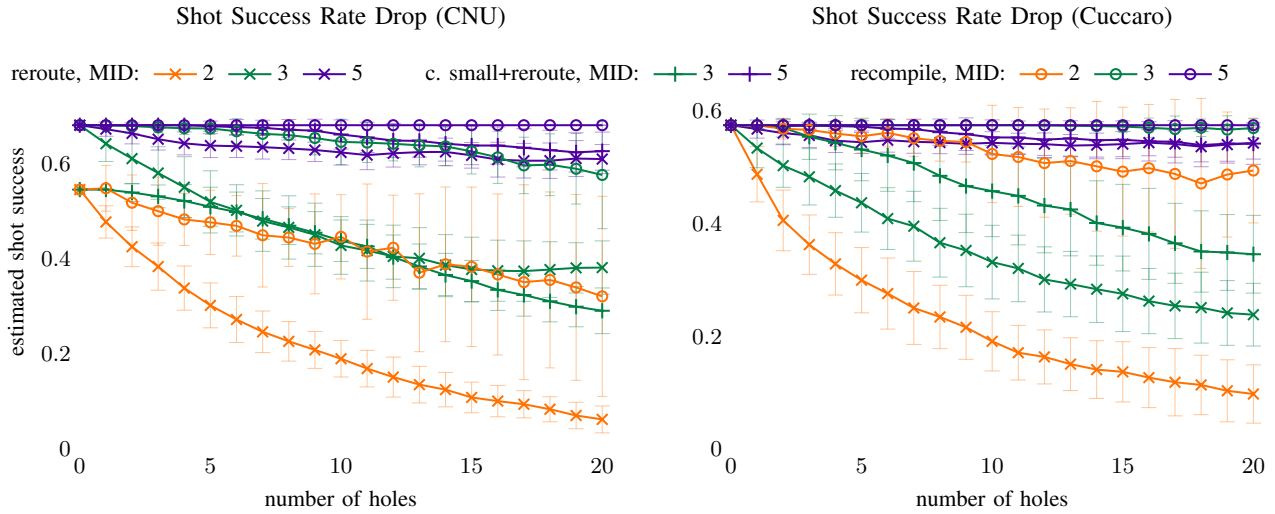 Shot Success Rate Drop (CNU)
Shot Success Rate Drop (Cuccaro)
reroute, MID: 2 3 5 c. small+reroute, MID: 3 5 recompile, MID: 2 3 5
estimated shot success
0.6
0.4
0.2
0
0 5 10 15 20
number of holes
0.6
0.4
0.2
0
0 5 10 15 20
number of holes